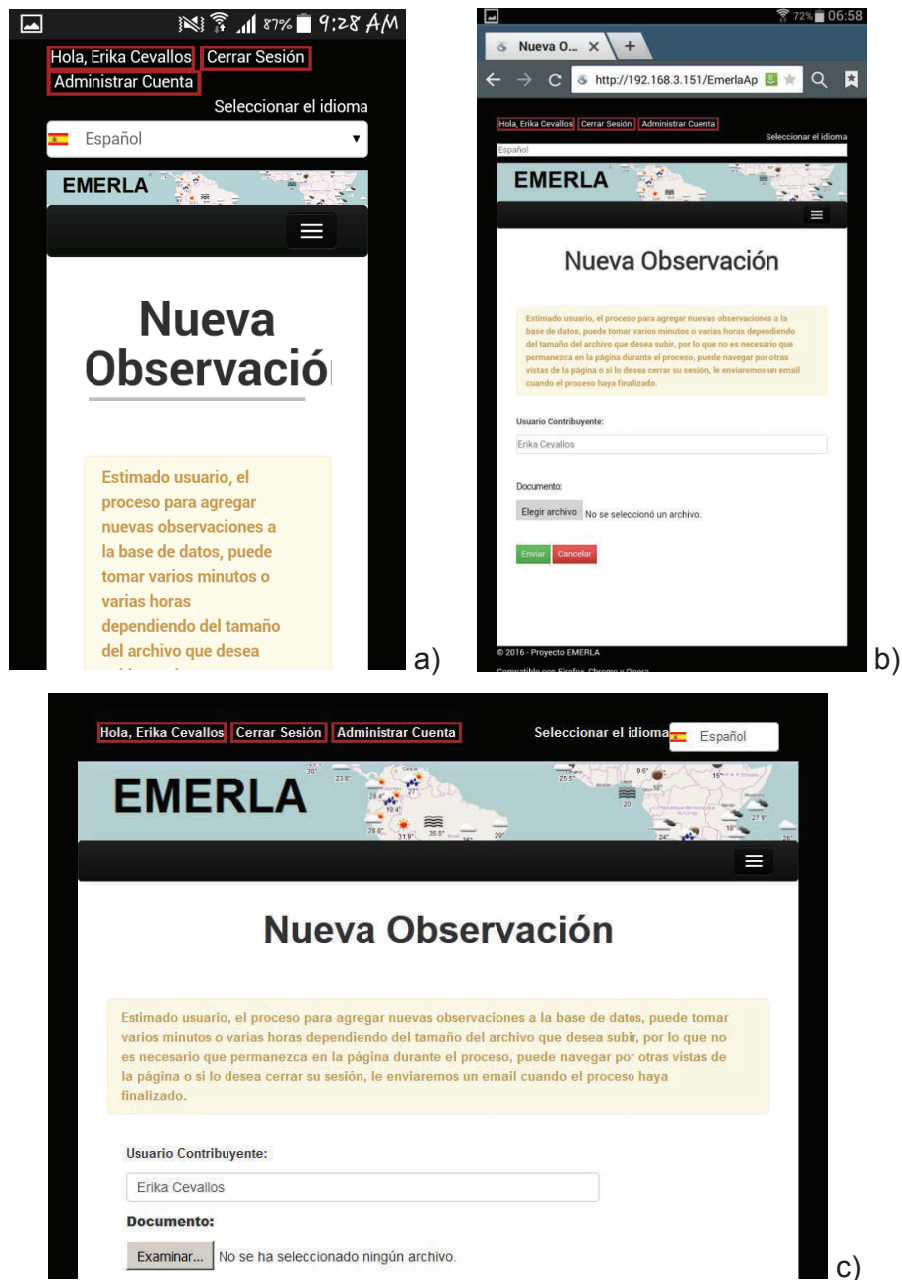 87% 9:28 AM
Hola, Erika Cevallos Cerrar Sesión
Administrar Cuenta
Seleccionar el idioma
Español
EMERLA
Nueva
Observación
Estimado usuario, el
proceso para agregar
nuevas observaciones a
la base de datos, puede
tomar varios minutos o
varias horas
dependiendo del tamaño
del archivo que desea
a)
72% 06:58
Nueva O... × +
http://192.168.3.151/EmerlaAp
Hola, Erika Cevallos Cerrar Sesión Administrar Cuenta
Seleccionar el idioma
Español
EMERLA
Nueva Observación
Estimado usuario, el proceso para agregar nuevas observaciones a la
base de datos, puede tomar varios minutos o varias horas dependiendo
del tamaño del archivo que desea subir, por lo que no es necesario que
permanezca en la página durante el proceso, puede navegar por otras
vistas de la página o si lo desea cerrar su sesión, le enviaremos un email
cuando el proceso haya finalizado.
Usuario Contribuyente:
Erika Cevallos
Documento:
Elegir archivo No se seleccionó un archivo.
Enviar Cancelar
© 2016 - Proyecto EMERLA
Compatible con Firefox, Chrome y Opera
b)
Hola, Erika Cevallos Cerrar Sesión Administrar Cuenta Seleccionar el idioma Español
EMERLA
Nueva Observación
Estimado usuario, el proceso para agregar nuevas observaciones a la base de datos, puede tomar
varios minutos o varias horas dependiendo del tamaño del archivo que desea subir, por lo que no
es necesario que permanezca en la página durante el proceso, puede navegar por otras vistas de
la página o si lo desea cerrar su sesión, le enviaremos un email cuando el proceso haya
finalizado.
Usuario Contribuyente:
Erika Cevallos
Documento:
Examinar... No se ha seleccionado ningún archivo.
c)